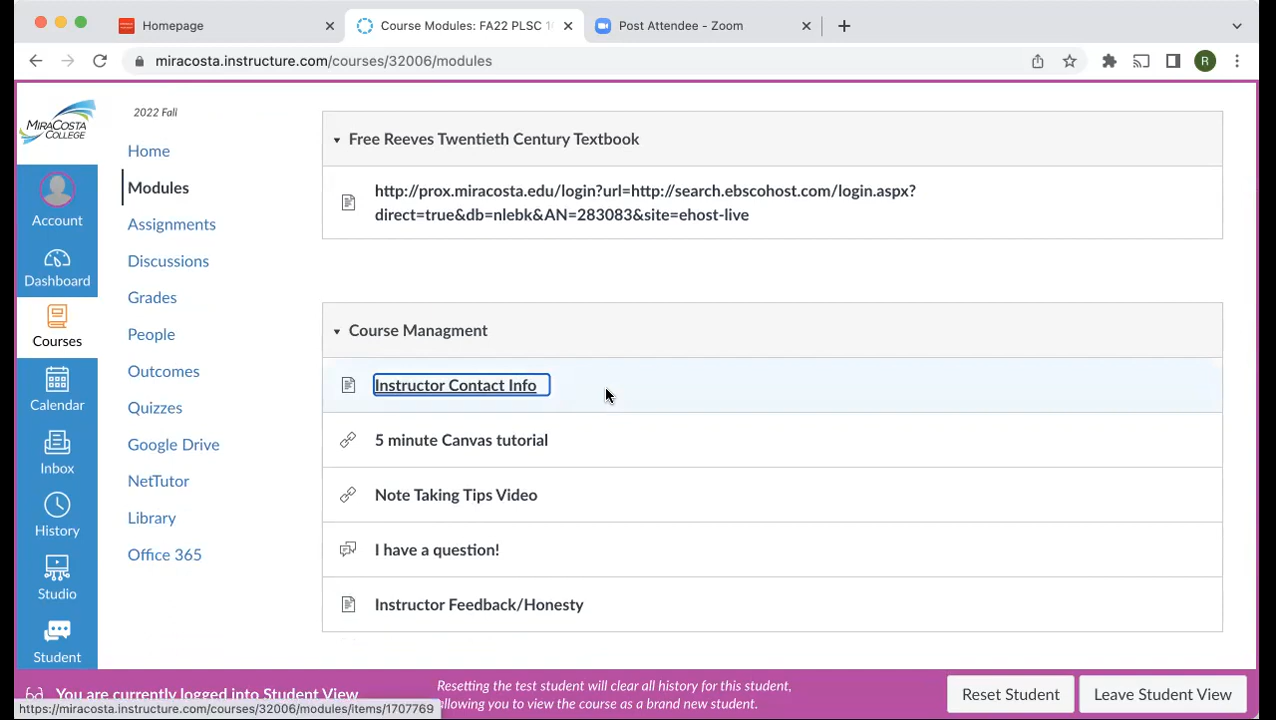 Homepage
Course Modules: FA22 PLSC 1
Post Attendee - Zoom
miracosta.instructure.com/courses/32006/modules
R
MIRACOSTA
COLLEGE
Account
Dashboard
Courses
Calendar
Inbox
History
Studio
Student
2022 Fall
Home
Modules
Assignments
Discussions
Grades
People
Outcomes
Quizzes
Google Drive
NetTutor
Library
Office 365
Free Reeves Twentieth Century Textbook
http://prox.miracosta.edu/login?url=http://search.ebscohost.com/login.aspx?
direct=true&db=nlebk&AN=283083&site=ehost-live
Course Managment
Instructor Contact Info
5 minute Canvas tutorial
Note Taking Tips Video
I have a question!
Instructor Feedback/Honesty
You are currently logged into Student View
Resetting the test student will clear all history for this student,
allowing you to view the course as a brand new student.
Reset Student
Leave Student View
https://miracosta.instructure.com/courses/32006/modules/items/1707769